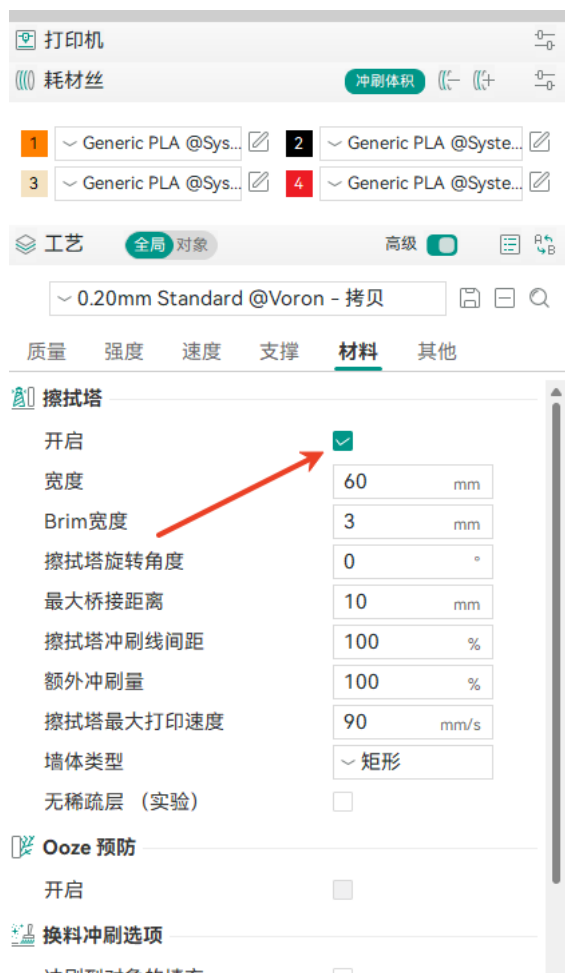 打印机
耗材丝 冲刷体积
1 Generic PLA @Sys... 2 Generic PLA @Syste...
3 Generic PLA @Sys... 4 Generic PLA @Syste...
工艺 全局 对象 高级
0.20mm Standard @Voron - 拷贝
质量 强度 速度 支撑 材料 其他
擦拭塔
开启
宽度 60 mm
Brim宽度 3 mm
擦拭塔旋转角度 0 °
最大桥接距离 10 mm
擦拭塔冲刷线间距 100 %
额外冲刷量 100 %
擦拭塔最大打印速度 90 mm/s
墙体类型 矩形
无稀疏层 （实验）
Ooze 预防
开启
换料冲刷选项